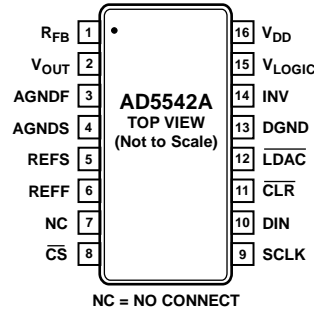 RFB 1 16 VDD
VOUT 2 15 VLOGIC
AGNDF 3 14 INV
AGNDS 4 13 DGND
REFS 5 12 LDAC
REFF 6 11 CLR
NC 7 10 DIN
CS 8 9 SCLK
AD5542A
TOP VIEW
(Not to Scale)
NC = NO CONNECT